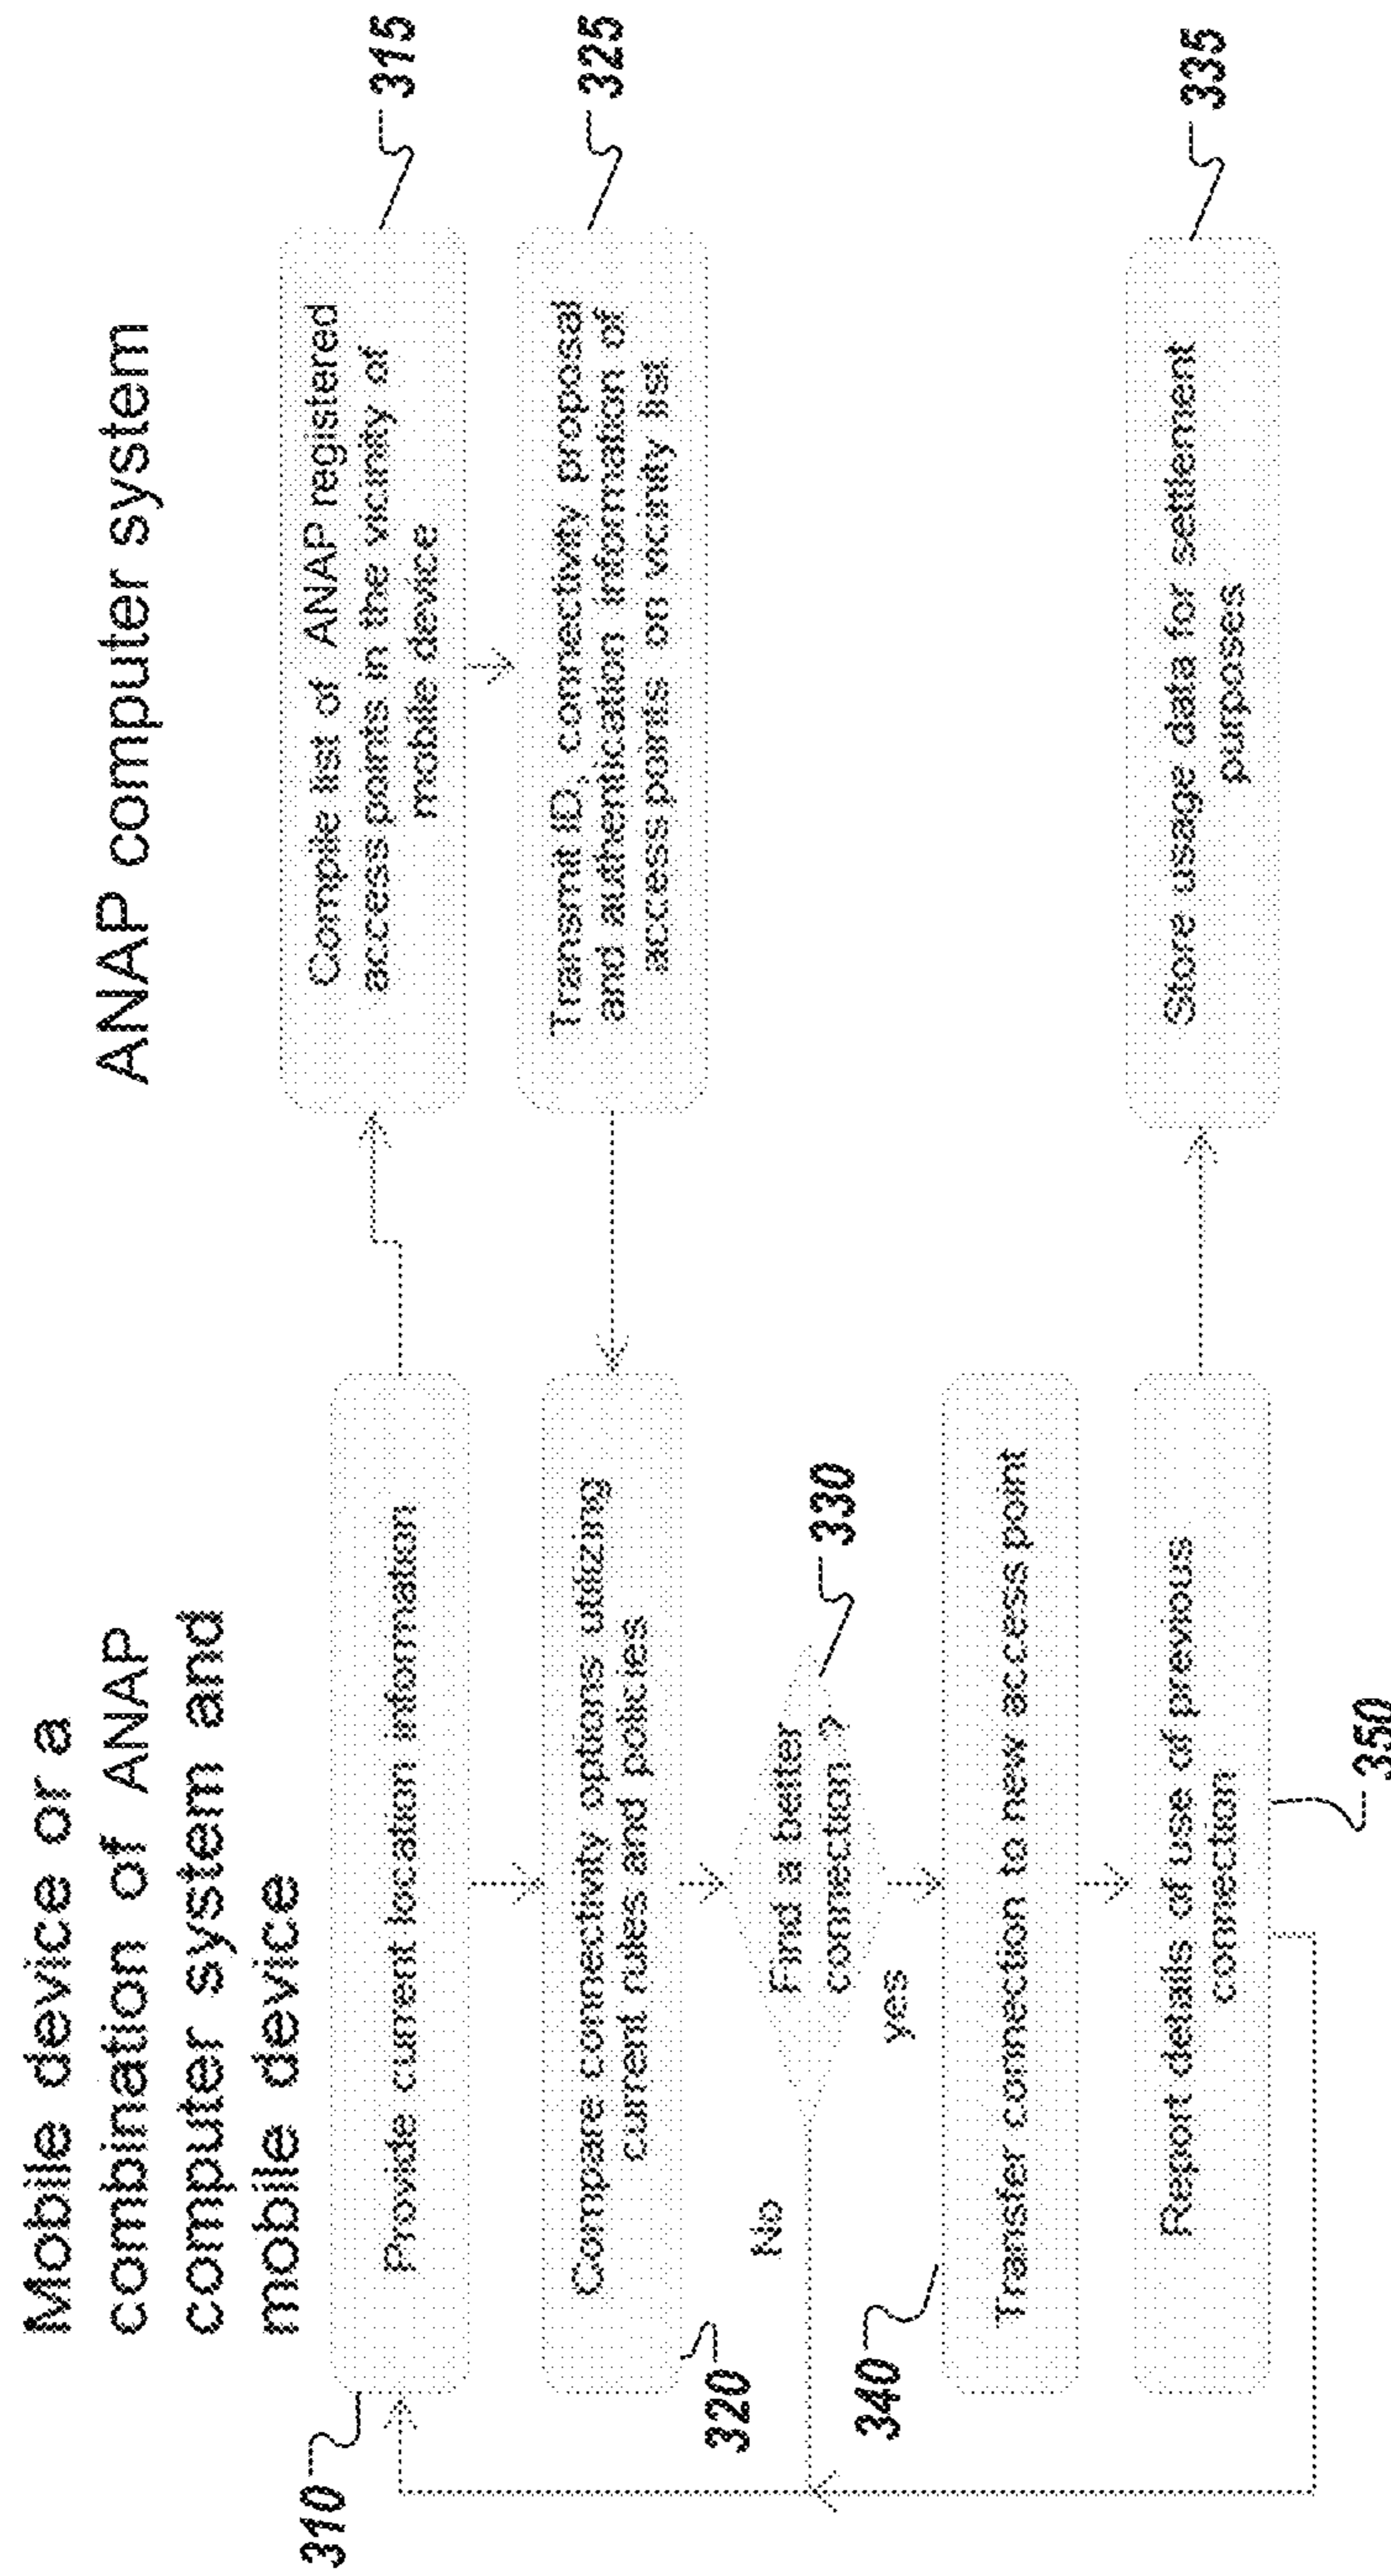 Mobile device or a
combination of ANAP
computer system and
mobile device
ANAP computer system
310
Provide current location information
Compile list of ANAP registered
access points in the vicinity of
mobile device
315
Compare connectivity options utilizing
current rules and policies
320
Transmit ID, connectivity proposal
and authentication information of
access points on vicinity list
325
Find a better
connection ?
330
No
yes
340
Transfer connection to new access point
Report details of use of previous
connection
350
Store usage data for settlement
purposes
335